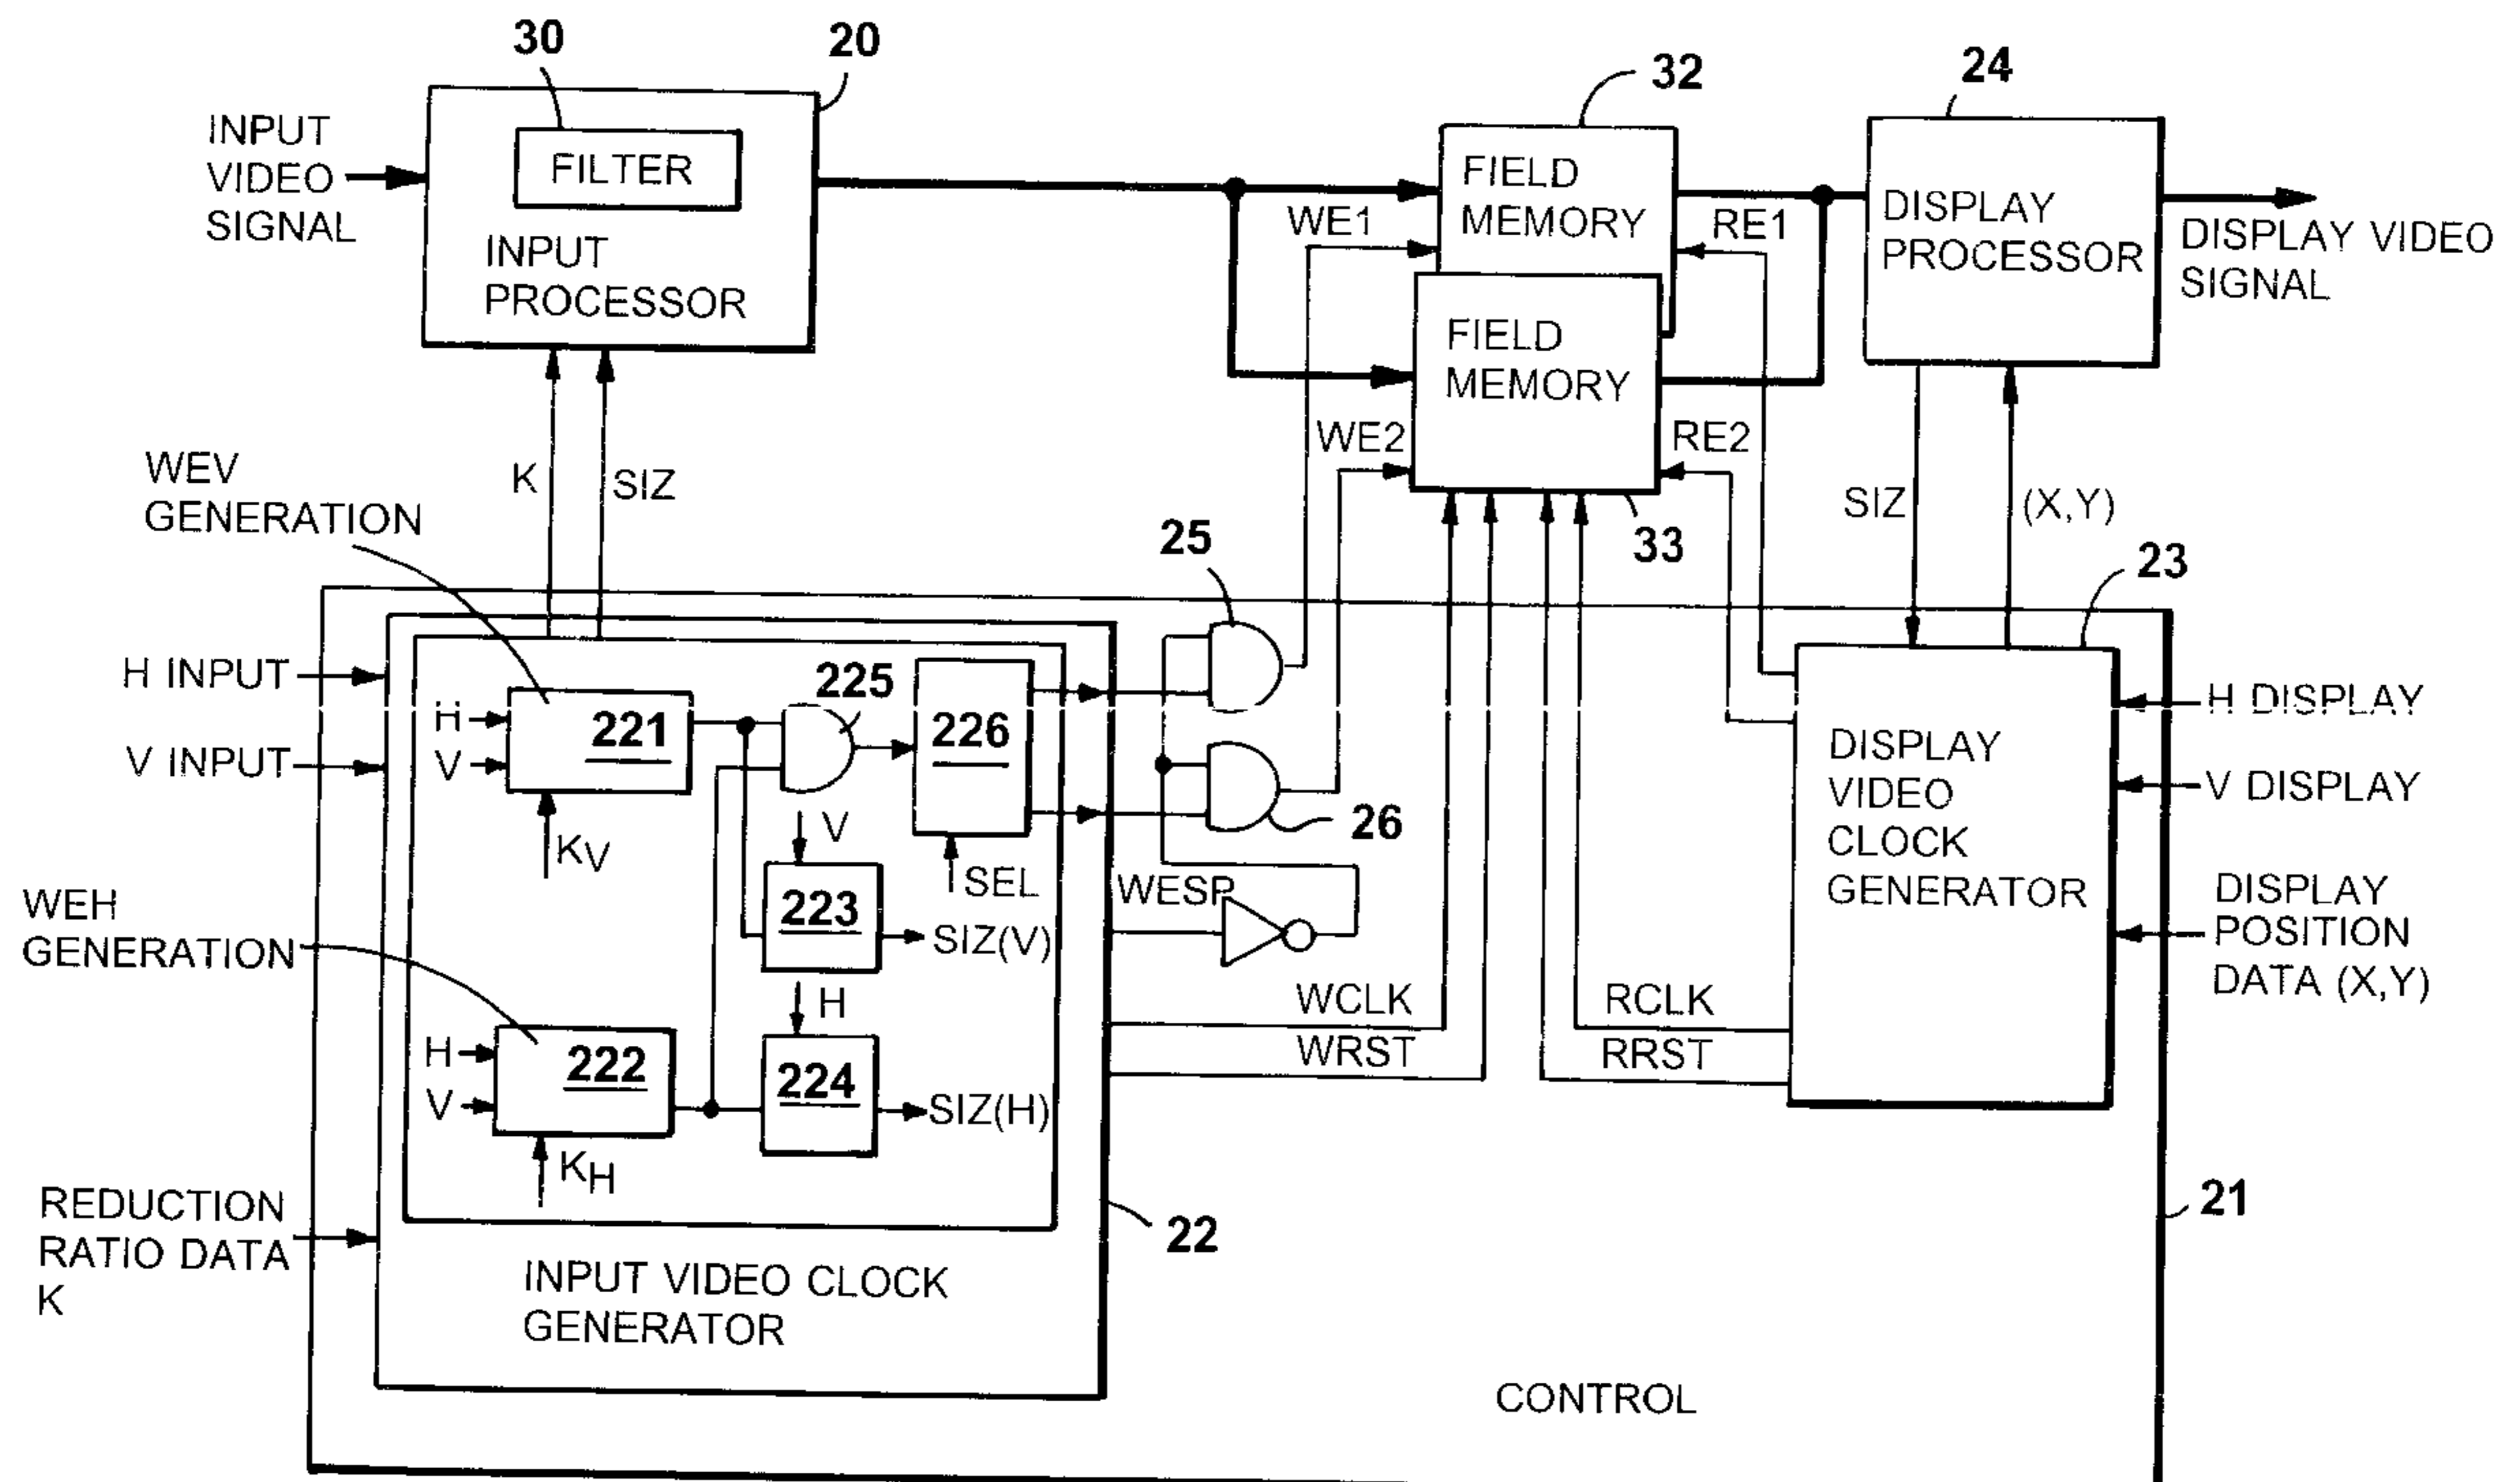 30
20
32
24
INPUT
VIDEO
SIGNAL
FILTER
INPUT
PROCESSOR
FIELD
MEMORY
WE1
RE1
DISPLAY
PROCESSOR
DISPLAY VIDEO
SIGNAL
FIELD
MEMORY
WE2
RE2
WEV
GENERATION
K
SIZ
25
33
SIZ
(X,Y)
23
H INPUT
V INPUT
H
V
221
225
226
KV
V
SEL
26
H DISPLAY
V DISPLAY
DISPLAY
VIDEO
CLOCK
GENERATOR
DISPLAY
POSITION
DATA (X,Y)
WEH
GENERATION
223
SIZ(V)
WESP
H
H
V
222
224
SIZ(H)
KH
WCLK
WRST
RCLK
RRST
REDUCTION
RATIO DATA
K
22
21
INPUT VIDEO CLOCK
GENERATOR
CONTROL